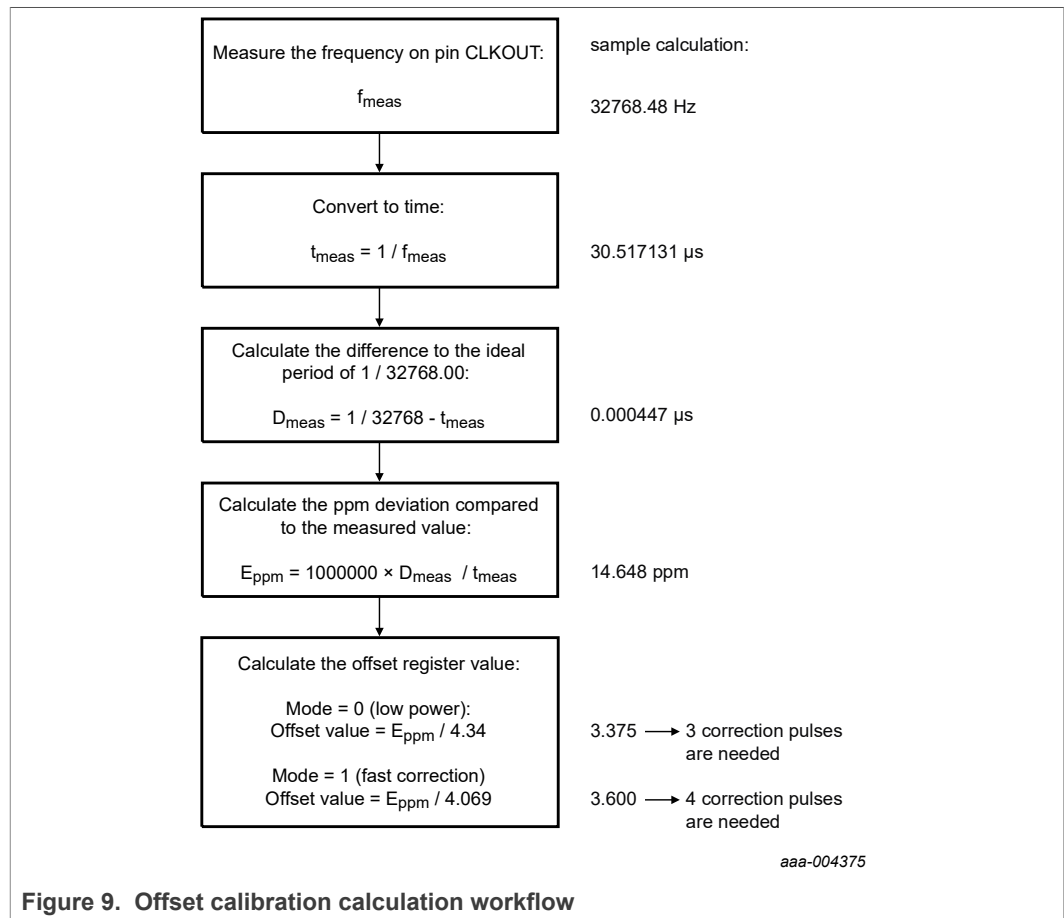 Measure the frequency on pin CLKOUT:
fmeas
sample calculation:
32768.48 Hz
Convert to time:
tmeas = 1 / fmeas
30.517131 μs
Calculate the difference to the ideal
period of 1 / 32768.00:
Dmeas = 1 / 32768 - tmeas
0.000447 μs
Calculate the ppm deviation compared
to the measured value:
Eppm = 1000000 × Dmeas / tmeas
14.648 ppm
Calculate the offset register value:
Mode = 0 (low power):
Offset value = Eppm / 4.34
3.375 → 3 correction pulses
are needed
Mode = 1 (fast correction)
Offset value = Eppm / 4.069
3.600 → 4 correction pulses
are needed
aaa-004375
Figure 9. Offset calibration calculation workflow